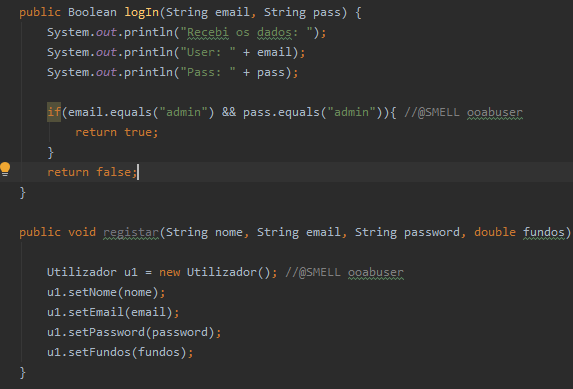 public Boolean logIn(String email, String pass) {
System.out.println("Recebi os dados: ");
System.out.println("User: " + email);
System.out.println("Pass: " + pass);
if(email.equals("admin") && pass.equals("admin")){ //@SMELL ooabuser
return true;
}
return false;
}
public void registar(String nome, String email, String password, double fundos)
Utilizador u1 = new Utilizador(); //@SMELL ooabuser
u1.setNome(nome);
u1.setEmail(email);
u1.setPassword(password);
u1.setFundos(fundos);
}